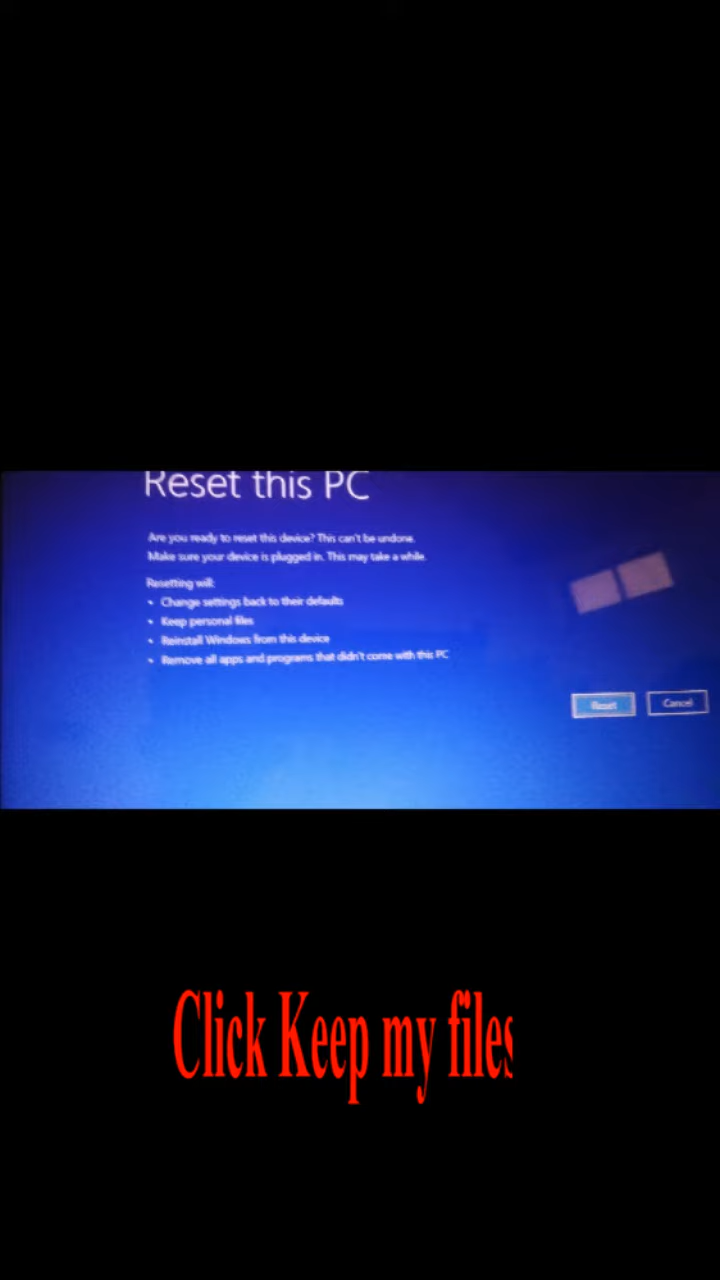 Reset this PC
Are you ready to reset this device? This can't be undone.
Make sure your device is plugged in. This may take a while.
Resetting will:
• Change settings back to their defaults
• Keep personal files
• Reinstall Windows from this device
• Remove all apps and programs that didn't come with this PC
Reset Cancel
Click Keep my files